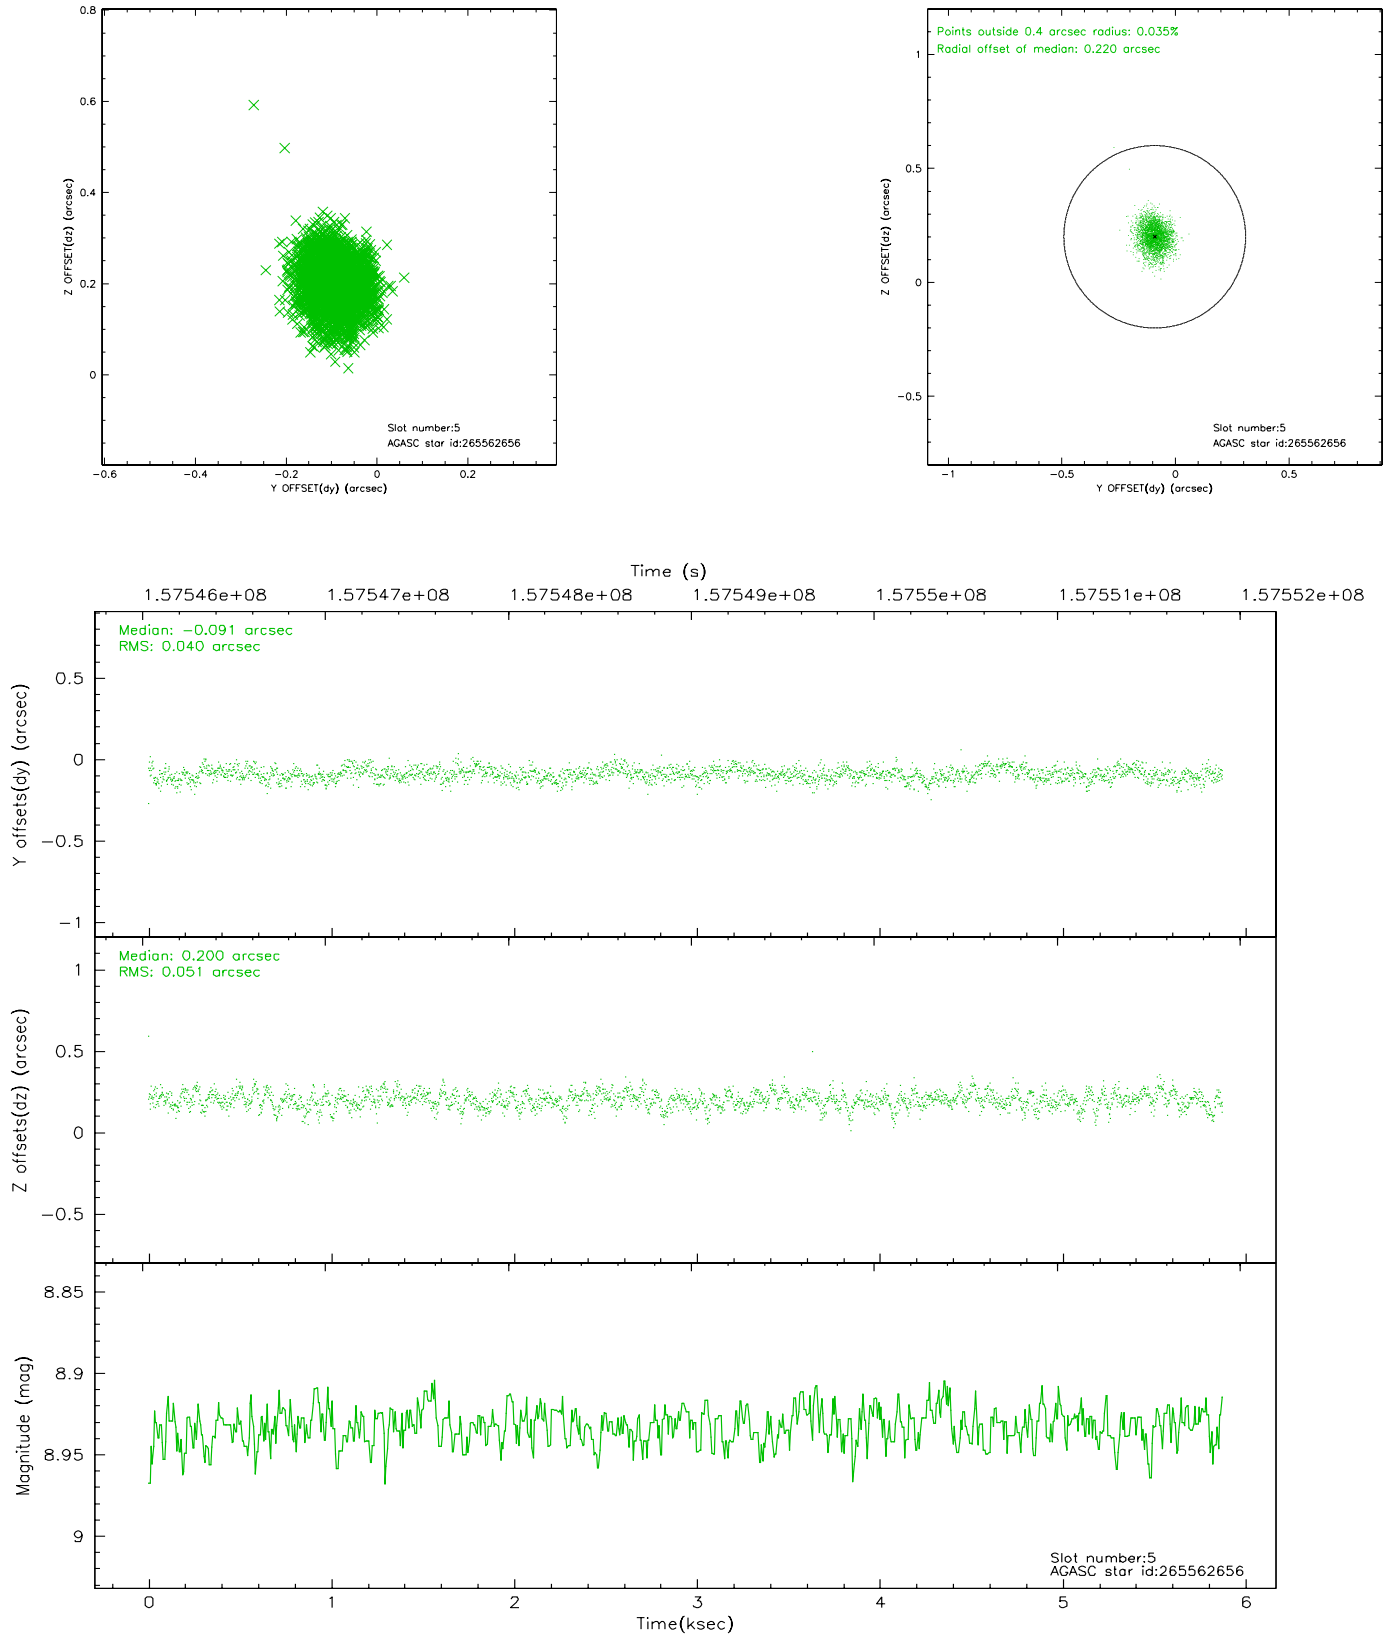 0.8
0.6
0.4
0.2
0
Z OFFSET(dz) (arcsec)
Slot number:5
AGASC star id:265562656
−0.6 −0.4 −0.2 0 0.2
Y OFFSET(dy) (arcsec)
Points outside 0.4 arcsec radius: 0.035%
Radial offset of median: 0.220 arcsec
1
0.5
0
−0.5
Z OFFSET(dz) (arcsec)
Slot number:5
AGASC star id:265562656
−1 −0.5 0 0.5
Y OFFSET(dy) (arcsec)
Time (s)
1.57546e+08 1.57547e+08 1.57548e+08 1.57549e+08 1.5755e+08 1.57551e+08 1.57552e+08
Median: −0.091 arcsec
RMS: 0.040 arcsec
0.5
0
−0.5
−1
Y offsets(dy) (arcsec)
Median: 0.200 arcsec
RMS: 0.051 arcsec
1
0.5
0
−0.5
Z offsets(dz) (arcsec)
8.85
8.9
8.95
9
Magnitude (mag)
Slot number:5
AGASC star id:265562656
0 1 2 3 4 5 6
Time(ksec)